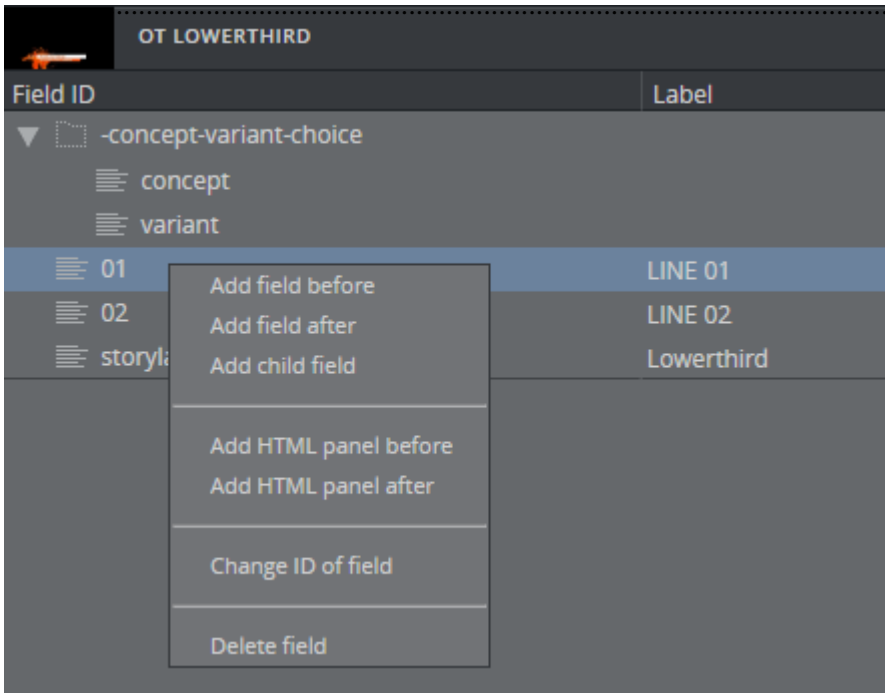 OT LOWERTHIRD
Field ID Label
-concept-variant-choice
concept
variant
01 LINE 01
02 LINE 02
Lowerthird
Add field before
Add field after
Add child field
Add HTML panel before
Add HTML panel after
Change ID of field
Delete field